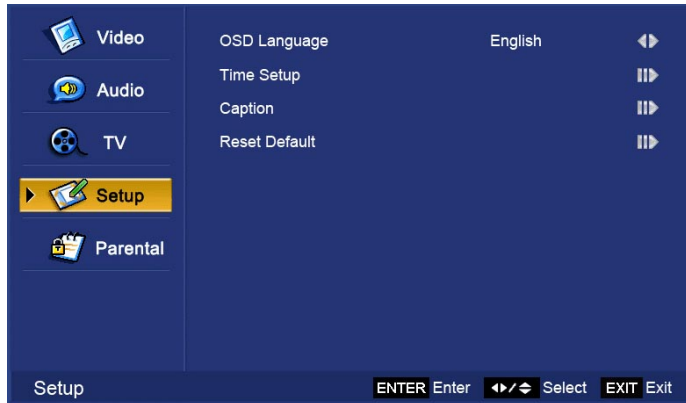 Video
Audio
TV
Setup
Parental
OSD Language English
Time Setup
Caption
Reset Default
Setup ENTER Enter Select EXIT Exit